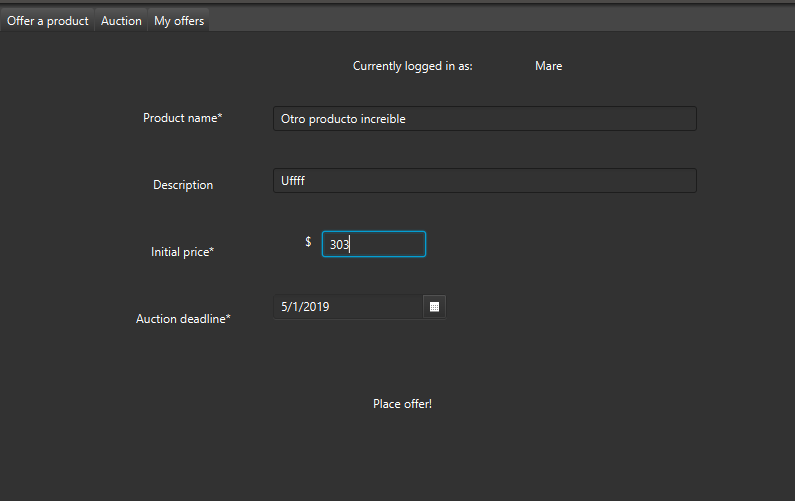 Offer a product Auction My offers
Currently logged in as: Mare
Product name* Otro producto increible
Description Uffff
Initial price* $ 303
Auction deadline* 5/1/2019
Place offer!